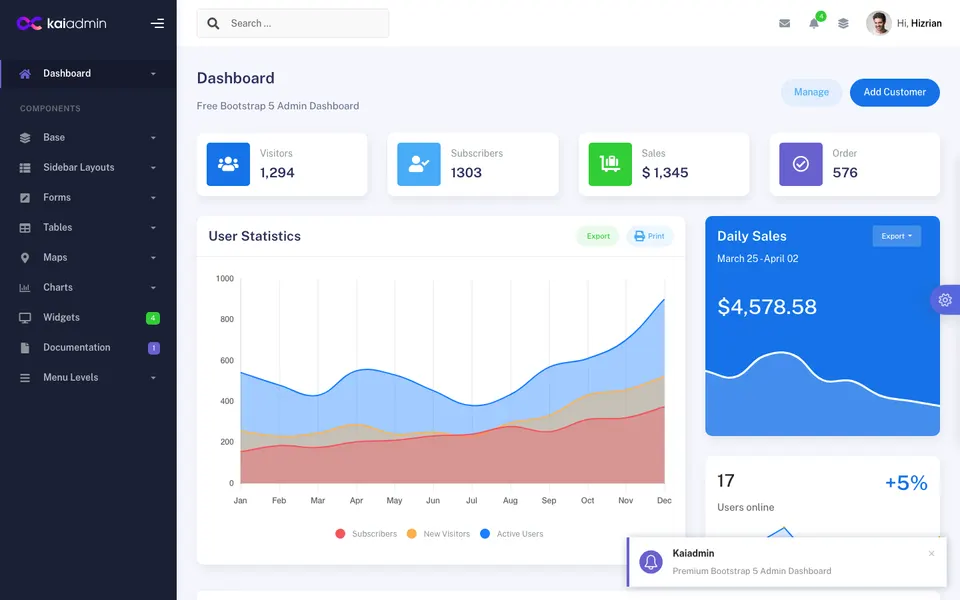 kaiadmin
Search ...
4
Hi, Hizrian
Dashboard
COMPONENTS
Base
Sidebar Layouts
Forms
Tables
Maps
Charts
Widgets
4
Documentation
1
Menu Levels
Dashboard
Free Bootstrap 5 Admin Dashboard
Manage
Add Customer
Visitors
1,294
Subscribers
1303
Sales
$ 1,345
Order
576
User Statistics
Export
Print
1000
800
600
400
200
0
Jan Feb Mar Apr May Jun Jul Aug Sep Oct Nov Dec
Subscribers New Visitors Active Users
Daily Sales
Export
March 25 - April 02
$4,578.58
17
+5%
Users online
Kaiadmin
×
Premium Bootstrap 5 Admin Dashboard